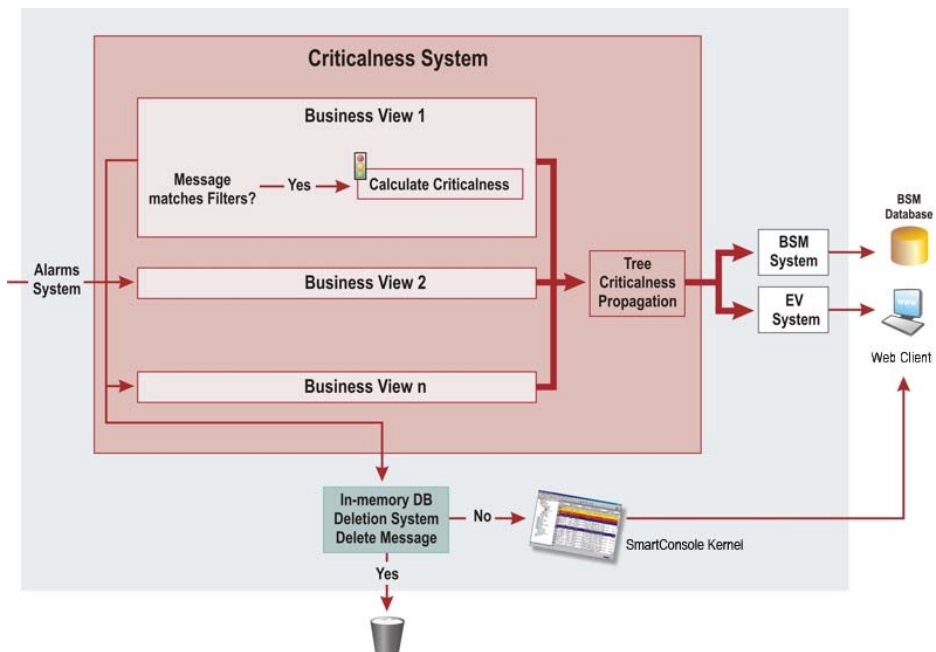 Criticalness System
Business View 1
Message
matches Filters?
Yes
Calculate Criticalness
Alarms
System
Business View 2
Business View n
Tree
Criticalness
Propagation
BSM
System
EV
System
BSM
Database
www
Web Client
In-memory DB
Deletion System
Delete Message
No
SmartConsole Kernel
Yes